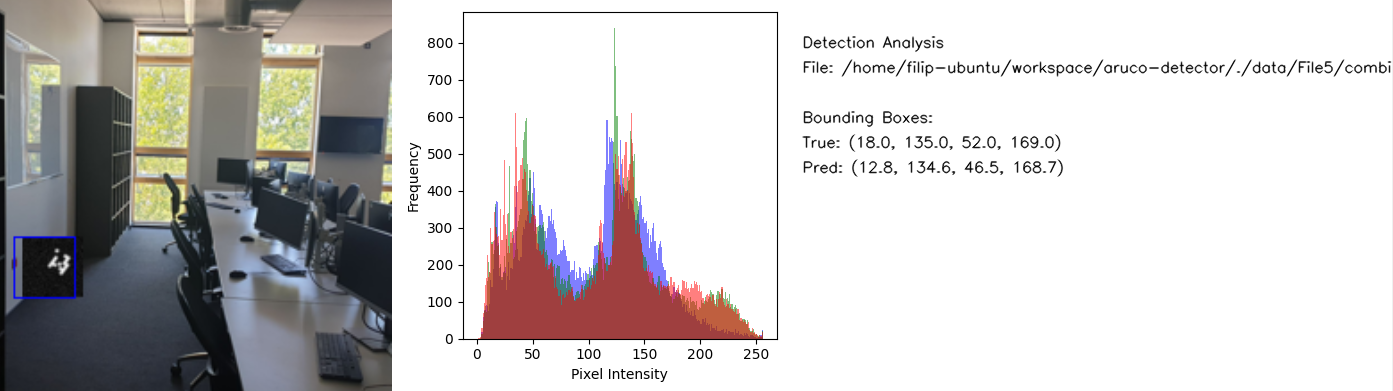 800
700
600
500
400
300
200
100
0
Frequency
0 50 100 150 200 250
Pixel Intensity
Detection Analysis
File: /home/filip-ubuntu/workspace/aruco-detector/./data/File5/combi
Bounding Boxes:
True: (18.0, 135.0, 52.0, 169.0)
Pred: (12.8, 134.6, 46.5, 168.7)